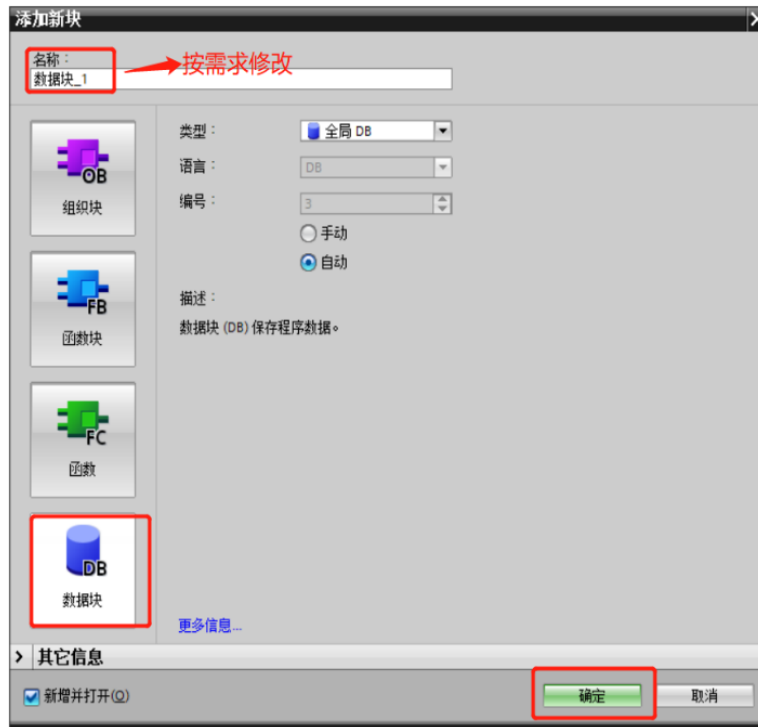 添加新块
名称：
按需求修改
数据块_1
OB
组织块
FB
函数块
FC
函数
DB
数据块
类型：
全局 DB
语言：
DB
编号：
3
手动
自动
描述：
数据块 (DB) 保存程序数据。
更多信息...
其它信息
新增并打开(O)
确定
取消